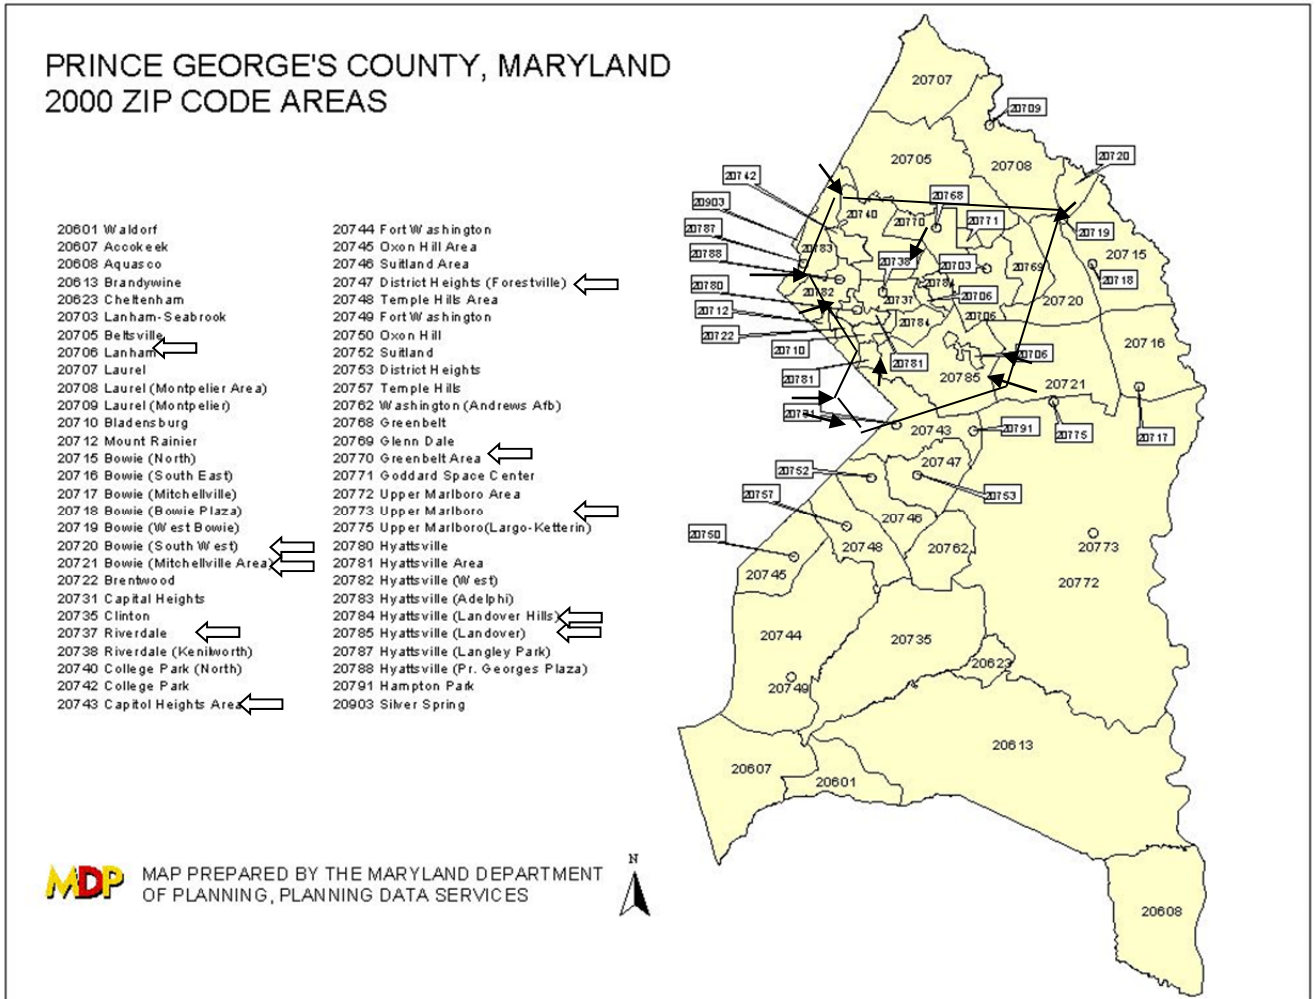 PRINCE GEORGE'S COUNTY, MARYLAND
2000 ZIP CODE AREAS
20601 Waldorf
20607 Accokeek
20608 Aquasco
20613 Brandywine
20623 Cheltenham
20703 Lanham-Seabrook
20705 Beltsville
20706 Lanham
20707 Laurel
20708 Laurel (Montpelier Area)
20709 Laurel (Montpelier)
20710 Bladensburg
20712 Mount Rainier
20715 Bowie (North)
20716 Bowie (South East)
20717 Bowie (Mitchellville)
20718 Bowie (Bowie Plaza)
20719 Bowie (West Bowie)
20720 Bowie (South West)
20721 Bowie (Mitchellville Area)
20722 Brentwood
20731 Capital Heights
20735 Clinton
20737 Riverdale
20738 Riverdale (Kenilworth)
20740 College Park (North)
20742 College Park
20743 Capitol Heights Area
20744 Fort Washington
20745 Oxon Hill Area
20746 Suitland Area
20747 District Heights (Forestville)
20748 Temple Hills Area
20749 Fort Washington
20750 Oxon Hill
20752 Suitland
20753 District Heights
20757 Temple Hills
20762 Washington (Andrews Afb)
20768 Greenbelt
20769 Glenn Dale
20770 Greenbelt Area
20771 Goddard Space Center
20772 Upper Marlboro Area
20773 Upper Marlboro
20775 Upper Marlboro(Largo-Ketterin)
20780 Hyattsville
20781 Hyattsville Area
20782 Hyattsville (West)
20783 Hyattsville (Adelphi)
20784 Hyattsville (Landover Hills)
20785 Hyattsville (Landover)
20787 Hyattsville (Langley Park)
20788 Hyattsville (Pr. Georges Plaza)
20791 Hampton Park
20903 Silver Spring
20707
20709
20705
20708
20720
20742
20768
20903
20740
20770
20771
20787
20719
20783
20788
20738
20703
20769
20715
20718
20780
20782
20737
20784
20706
20720
20712
20784
20706
20722
20710
20781
20706
20716
20781
20785
20721
20731
20743
20791
20775
20717
20747
20752
20753
20757
20746
20750
20748
20762
20773
20745
20772
20744
20735
20623
20749
20613
20607
20601
20608
N
MDP
MAP PREPARED BY THE MARYLAND DEPARTMENT
OF PLANNING, PLANNING DATA SERVICES